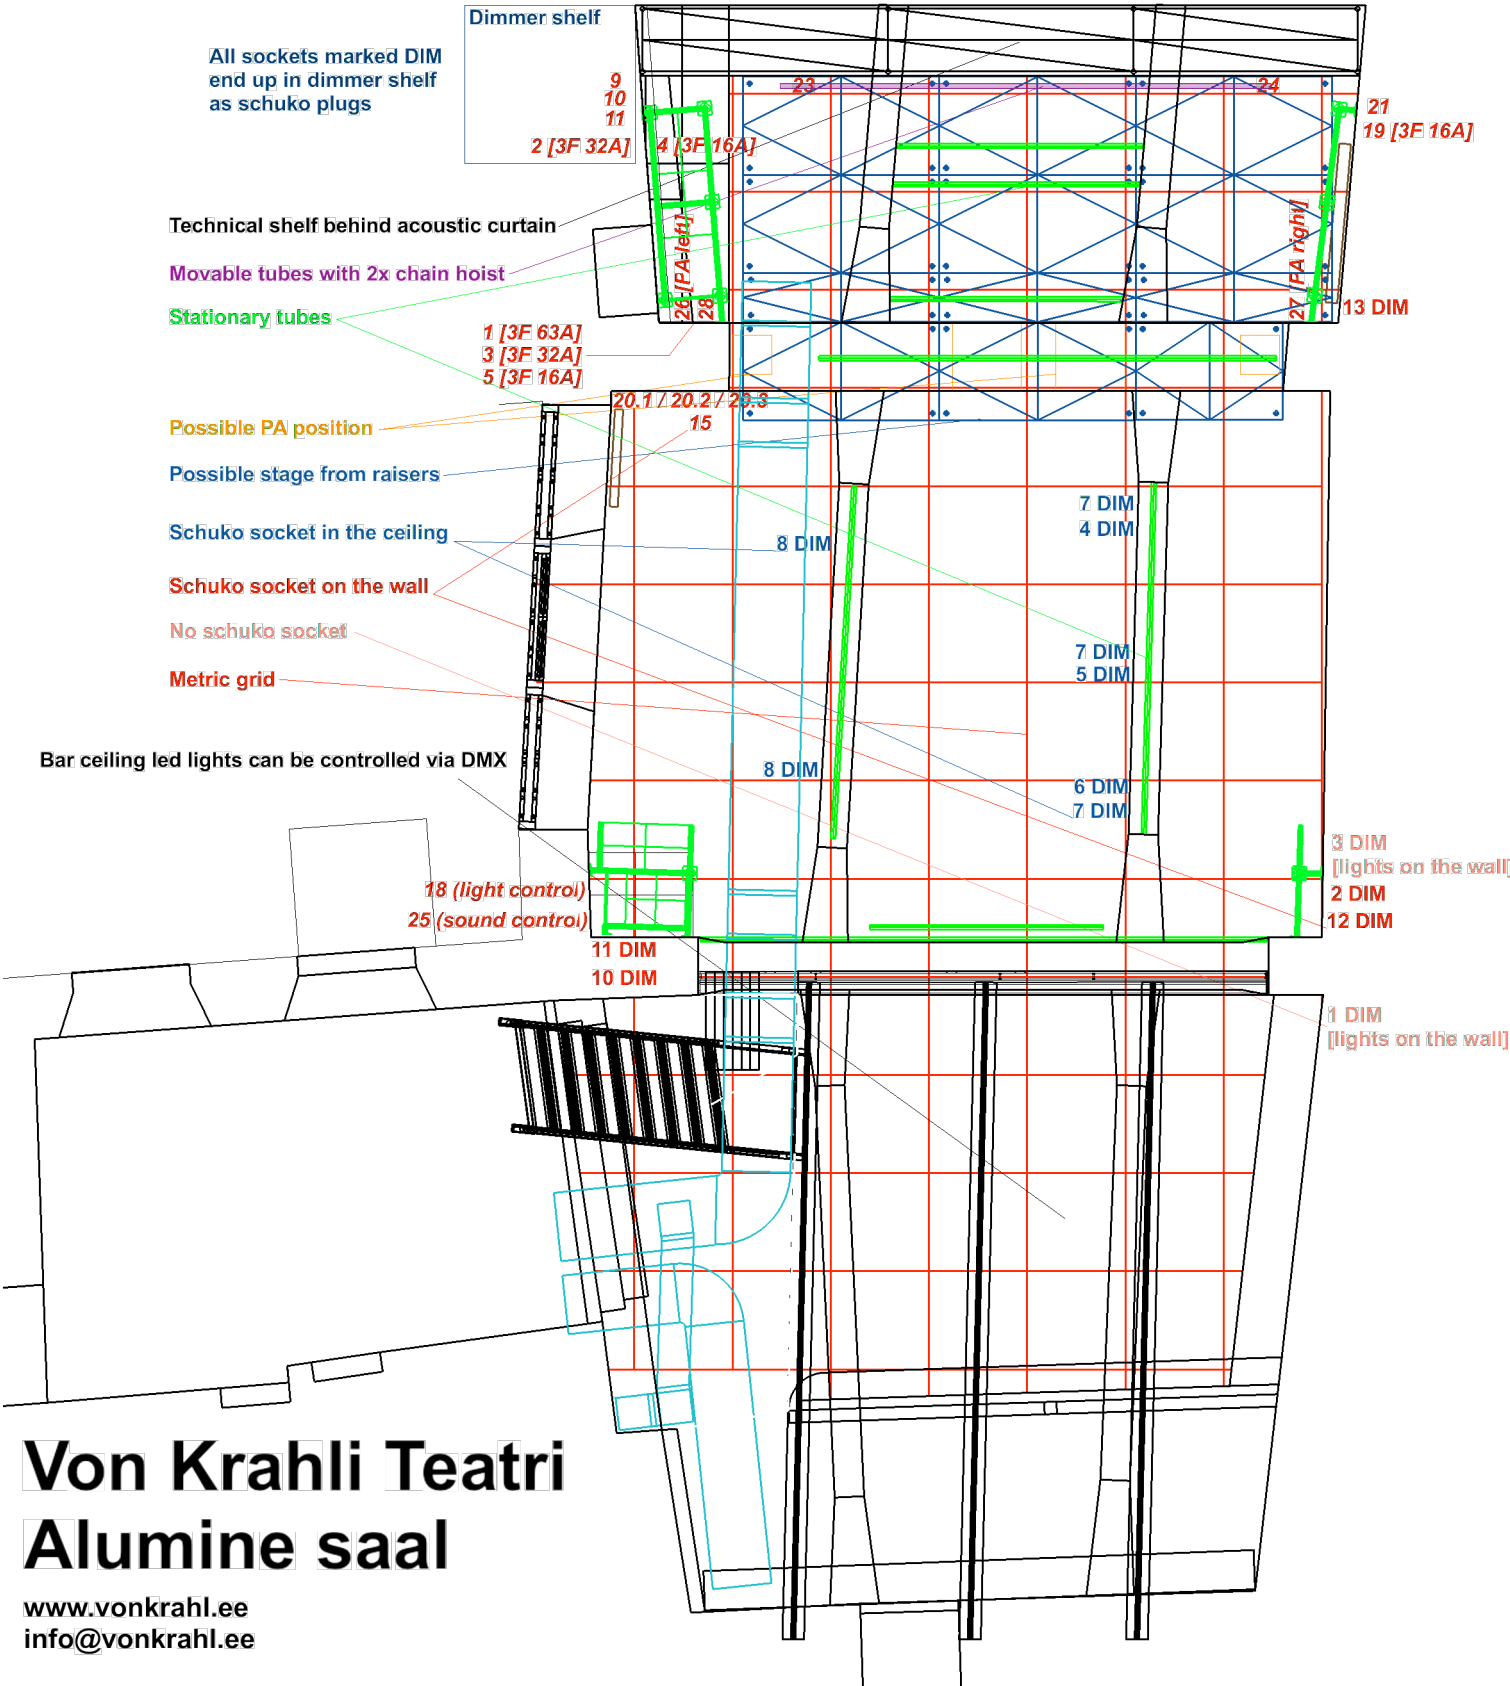 Dimmer shelf
All sockets marked DIM
end up in dimmer shelf
as schuko plugs
9
10
11
2 [3F 32A]
4 [3F 16A]
23
24
21
19 [3F 16A]
Technical shelf behind acoustic curtain
Movable tubes with 2x chain hoist
Stationary tubes
26 [PA left]
28
27 [PA right]
13 DIM
1 [3F 63A]
3 [3F 32A]
5 [3F 16A]
20.1 / 20.2 / 20.3
15
Possible PA position
Possible stage from raisers
Schuko socket in the ceiling
Schuko socket on the wall
No schuko socket
Metric grid
7 DIM
4 DIM
8 DIM
7 DIM
5 DIM
8 DIM
6 DIM
7 DIM
Bar ceiling led lights can be controlled via DMX
3 DIM
[lights on the wall]
2 DIM
12 DIM
18 (light control)
25 (sound control)
11 DIM
10 DIM
1 DIM
[lights on the wall]
Von Krahli Teatri
Alumine saal
www.vonkrahl.ee
info@vonkrahl.ee